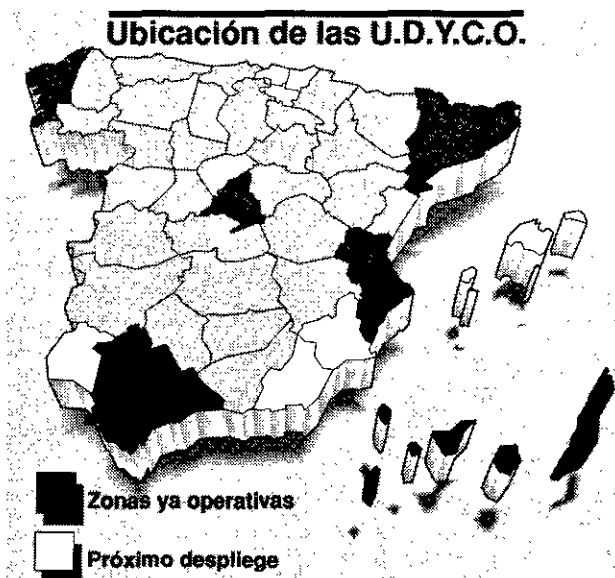 Ubicación de las U.D.Y.C.O.
Zonas ya operativas
Próximo despliege